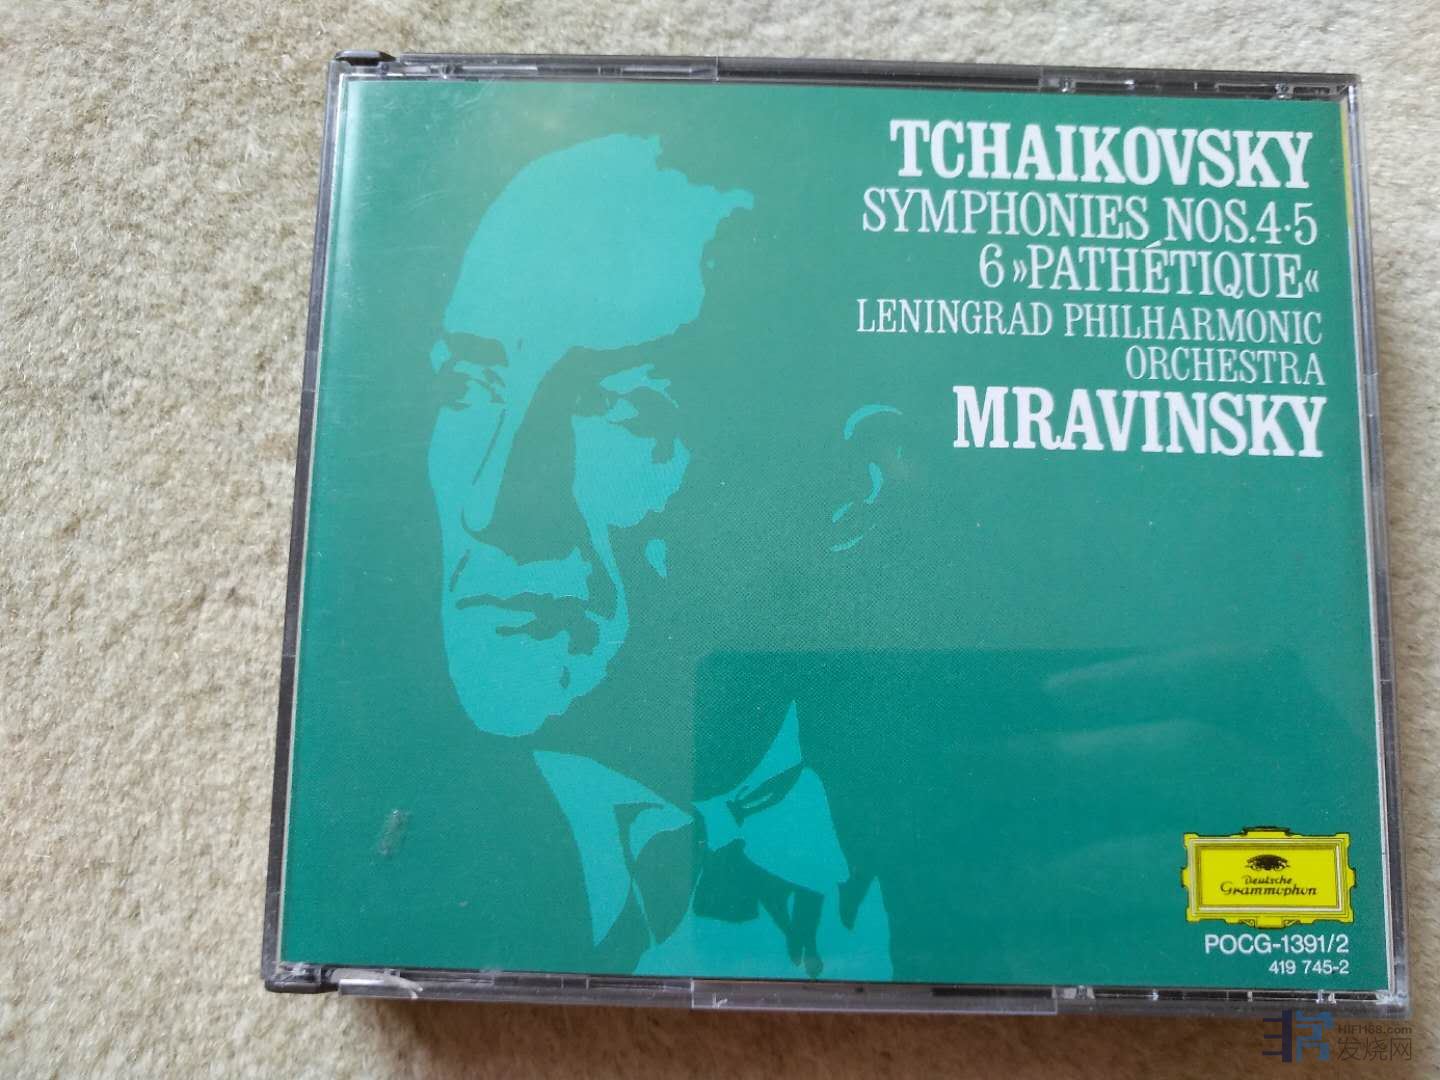 TCHAIKOVSKY
SYMPHONIES NOS.4·5
6 »PATHÉTIQUE«
LENINGRAD PHILHARMONIC
ORCHESTRA
MRAVINSKY
Deutsche
Grammophon
POCG-1391/2
419 745-2
HIFI168.com
发烧网